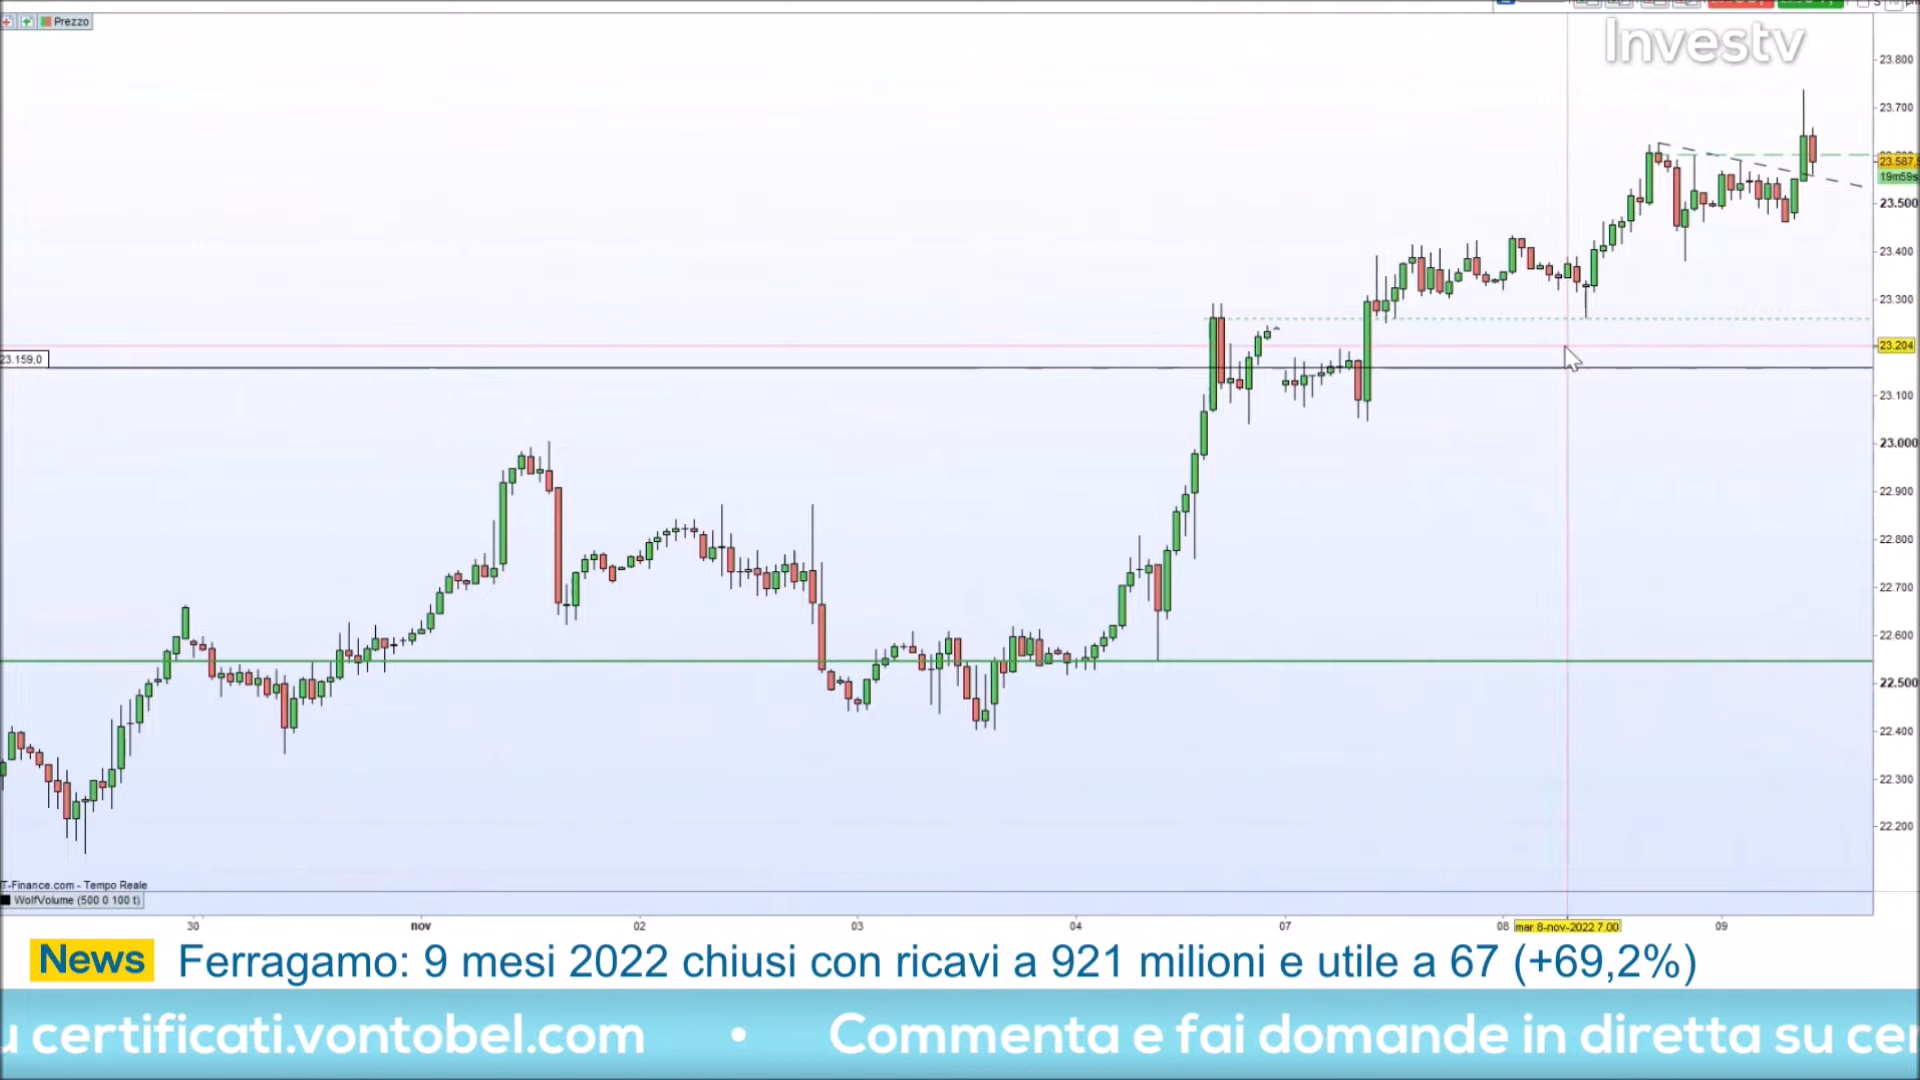 Prezzo
Investv
23.800
23.700
23.587,
19m59s
23.500
23.400
23.300
23.204
23.159,0
23.100
23.000
22.900
22.800
22.700
22.600
22.500
22.400
22.300
22.200
IT-Finance.com - Tempo Reale
WolfVolume (500 0 100 t)
30 nov 02 03 04 07 08 mar 8-nov-2022 7.00 09
News Ferragamo: 9 mesi 2022 chiusi con ricavi a 921 milioni e utile a 67 (+69,2%)
u certificati.vontobel.com • Commenta e fai domande in diretta su cer